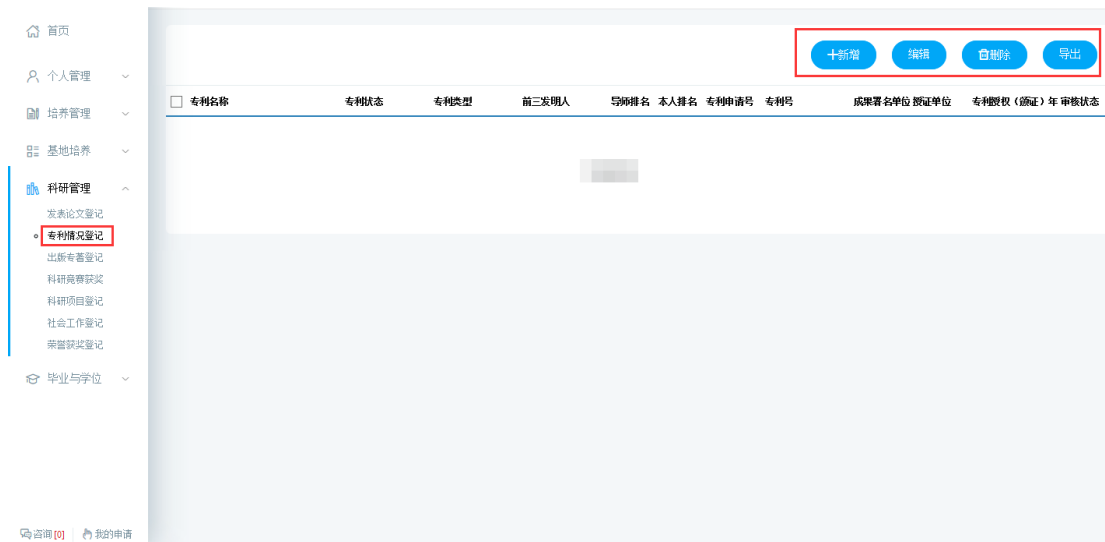 首页
个人管理
培养管理
基地培养
科研管理
发表论文登记
专利情况登记
出版专著登记
科研竞赛获奖
科研项目登记
社会工作登记
荣誉获奖登记
毕业与学位
咨询[0] 我的申请
+新增 编辑 删除 导出
专利名称 专利状态 专利类型 前三发明人 导师排名 本人排名 专利申请号 专利号 成果署名单位 授证单位 专利授权（颁证）年 审核状态